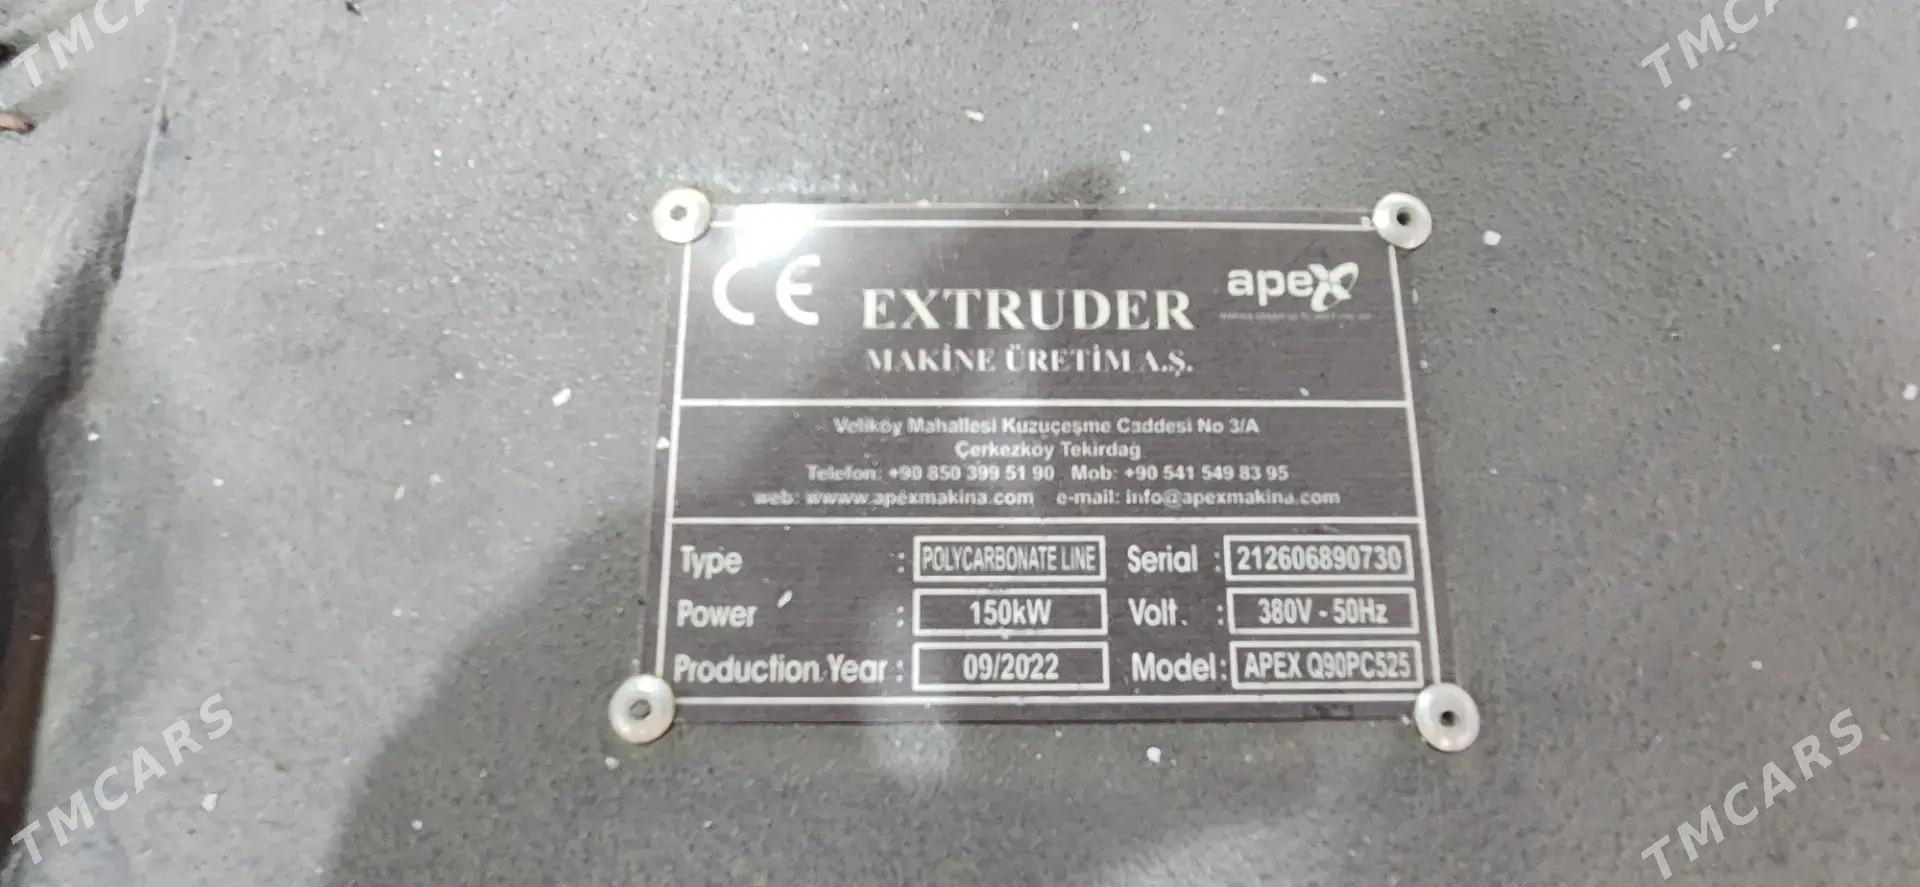 TMCARS
TMCARS
CE
EXTRUDER
apex
MAKİNE ÜRETİM A.Ş.
Veliköy Mahallesi Kuzuçeşme Caddesi No 3/A
Çerkezköy Tekirdag
Telefon: +90 850 399 51 90 Mob: +90 541 549 83 95
web: wwww.apexmakina.com e-mail: info@apexmakina.com
Type : POLYCARBONATE LINE Serial : 212606890730
Power : 150kW Volt. : 380V - 50Hz
Production Year : 09/2022 Model : APEX Q90PC525
TMCARS
TMCARS